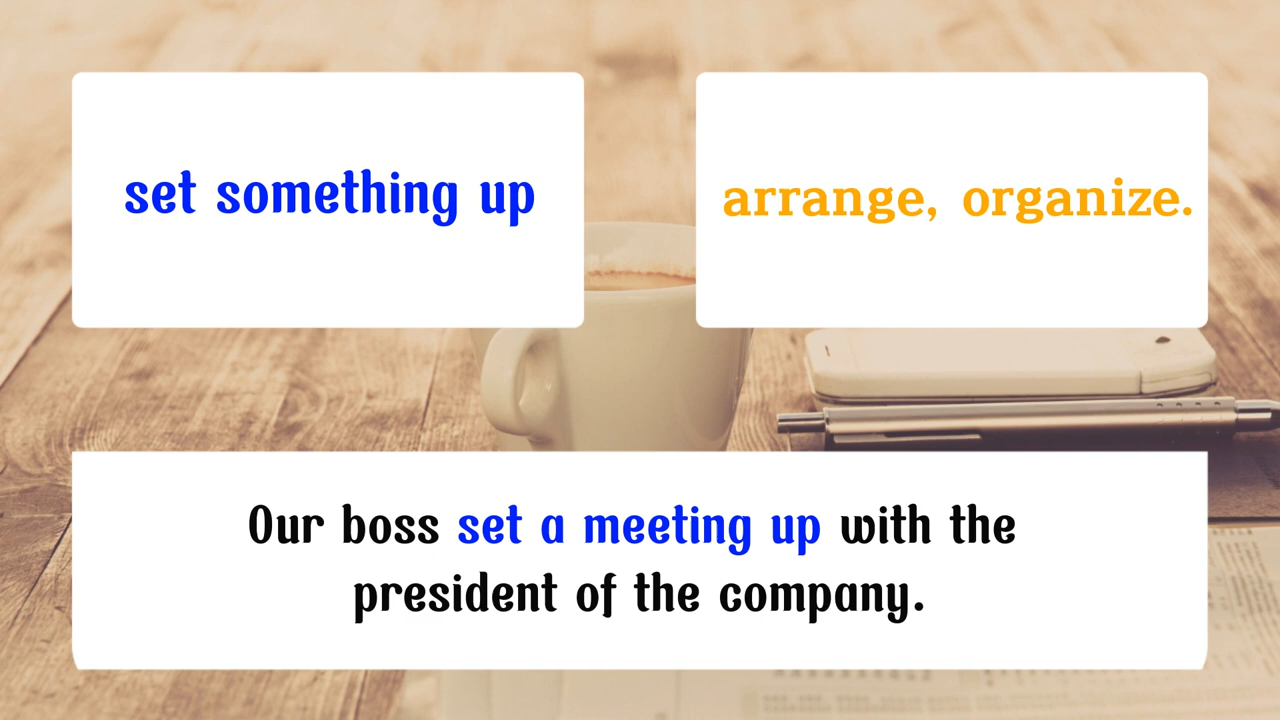 set something up
arrange, organize.
Our boss set a meeting up with the
president of the company.